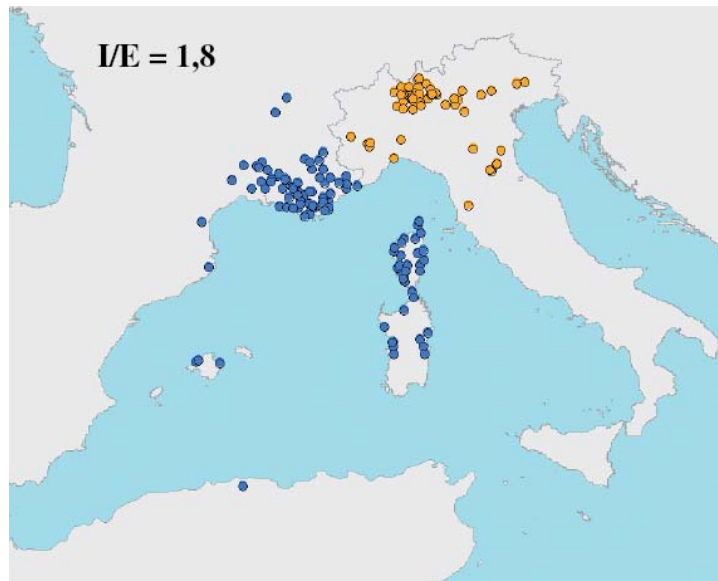 I/E = 1,8